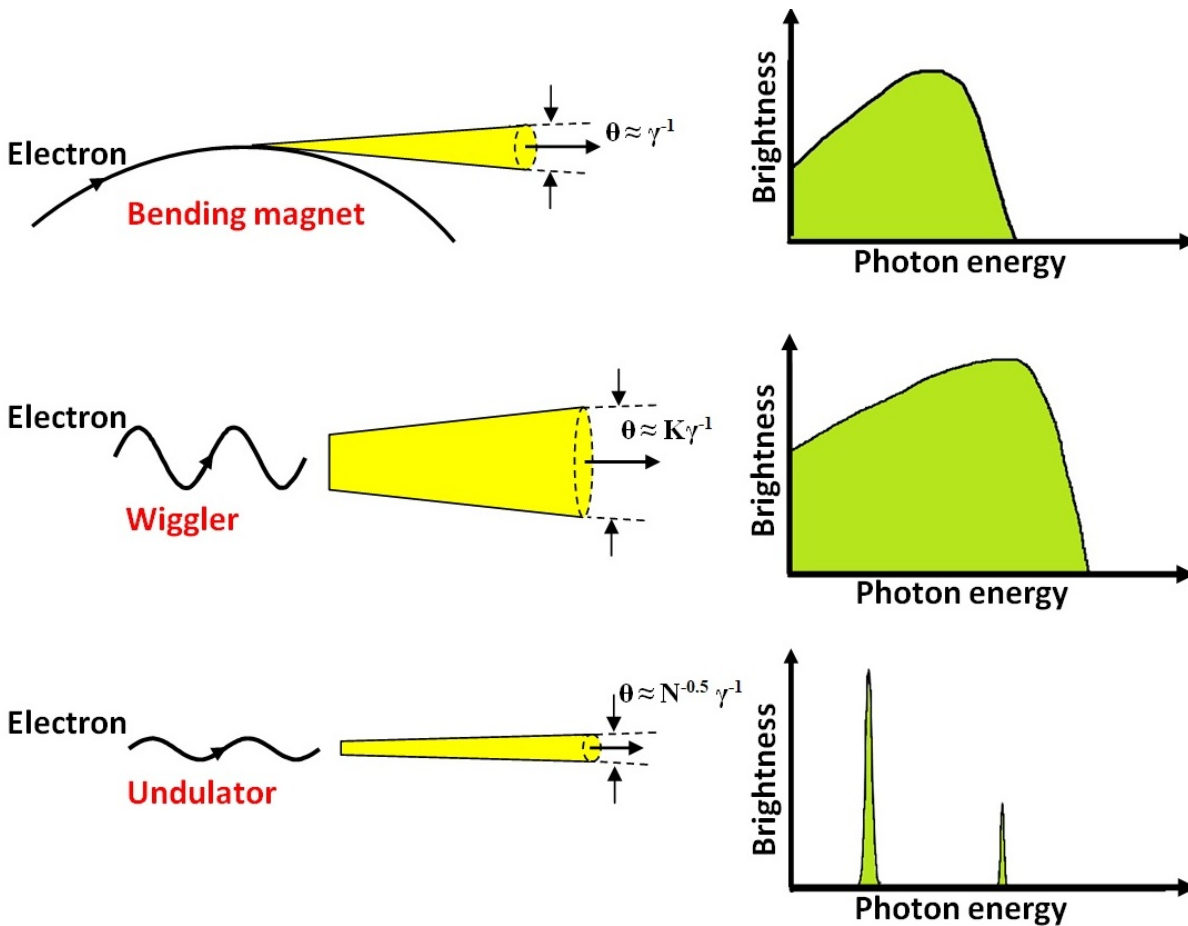 Electron
Bending magnet
θ ≈ γ⁻¹
Brightness
Photon energy
Electron
Wiggler
θ ≈ Kγ⁻¹
Brightness
Photon energy
Electron
Undulator
θ ≈ N⁻⁰·⁵ γ⁻¹
Brightness
Photon energy